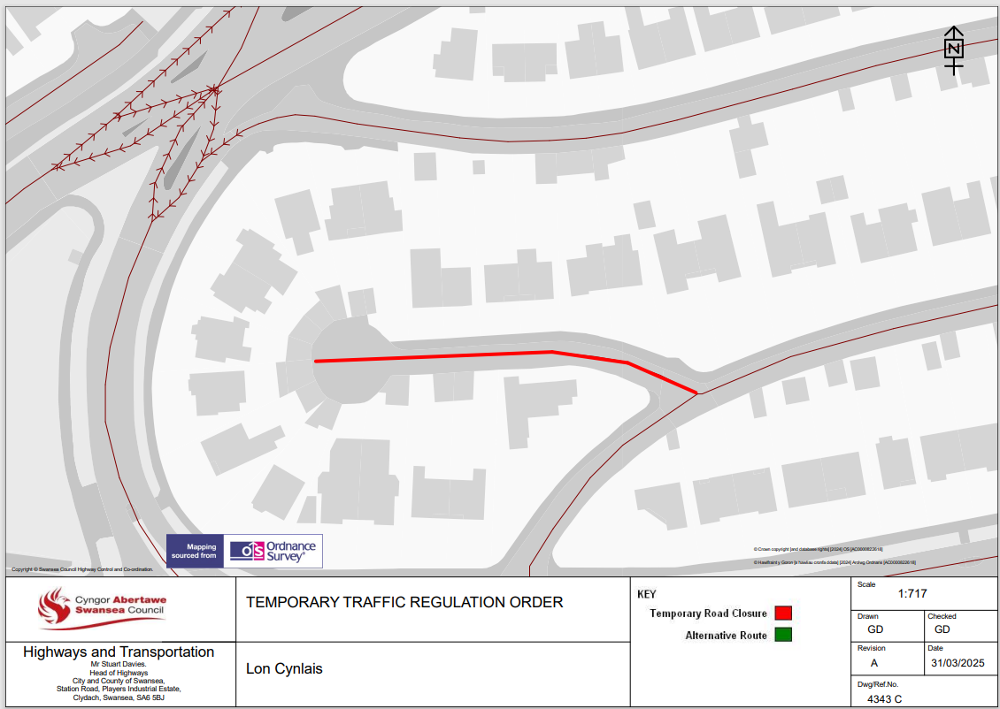 N
Mapping
sourced from
OS
Ordnance
Survey®
Copyright © Swansea Council Highway Control and Co-ordination.
© Crown copyright [and database rights] [2024] OS [AC0000822618]
© Hawlfraint y Goron [a hawliau cronfa ddata] [2024] Arolwg Ordnans [AC0000822618]
Cyngor Abertawe
Swansea Council
Highways and Transportation
Mr Stuart Davies.
Head of Highways
City and County of Swansea,
Station Road, Players Industrial Estate,
Clydach, Swansea, SA6 5BJ
TEMPORARY TRAFFIC REGULATION ORDER
Lon Cynlais
KEY
Temporary Road Closure
Alternative Route
Scale
1:717
Drawn
GD
Checked
GD
Revision
A
Date
31/03/2025
Dwg/Ref.No.
4343 C